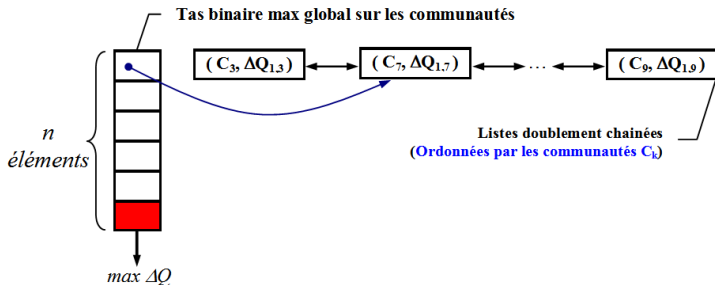 Tas binaire max global sur les communautés
( C3, ΔQ1,3 )
( C7, ΔQ1,7 )
...
( C9, ΔQ1,9 )
n
éléments
Listes doublement chainées
(Ordonnées par les communautés Ck)
max ΔQ